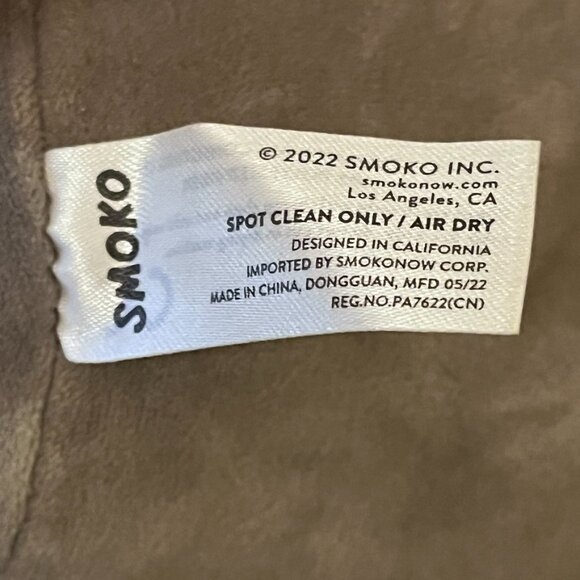 SMOKO
© 2022 SMOKO INC.
smokonow.com
Los Angeles, CA
SPOT CLEAN ONLY / AIR DRY
DESIGNED IN CALIFORNIA
IMPORTED BY SMOKONOW CORP.
MADE IN CHINA, DONGGUAN, MFD 05/22
REG.NO.PA7622(CN)